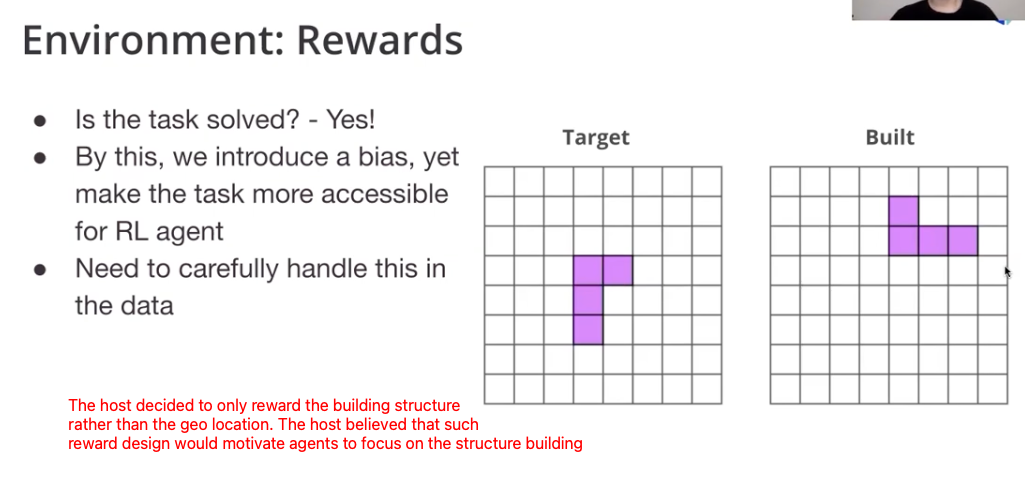 Environment: Rewards
● Is the task solved? - Yes!
● By this, we introduce a bias, yet
make the task more accessible
for RL agent
● Need to carefully handle this in
the data
Target
Built
The host decided to only reward the building structure
rather than the geo location. The host believed that such
reward design would motivate agents to focus on the structure building